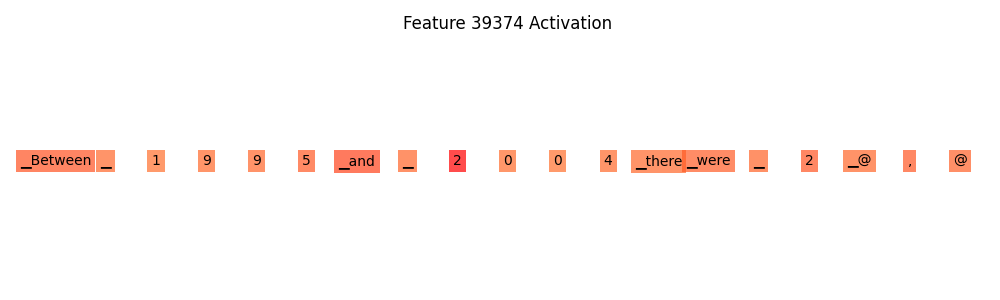 Feature 39374 Activation
__Between __ 1 9 9 5 __and __ 2 0 0 4 __there __were __ 2 __@ , @